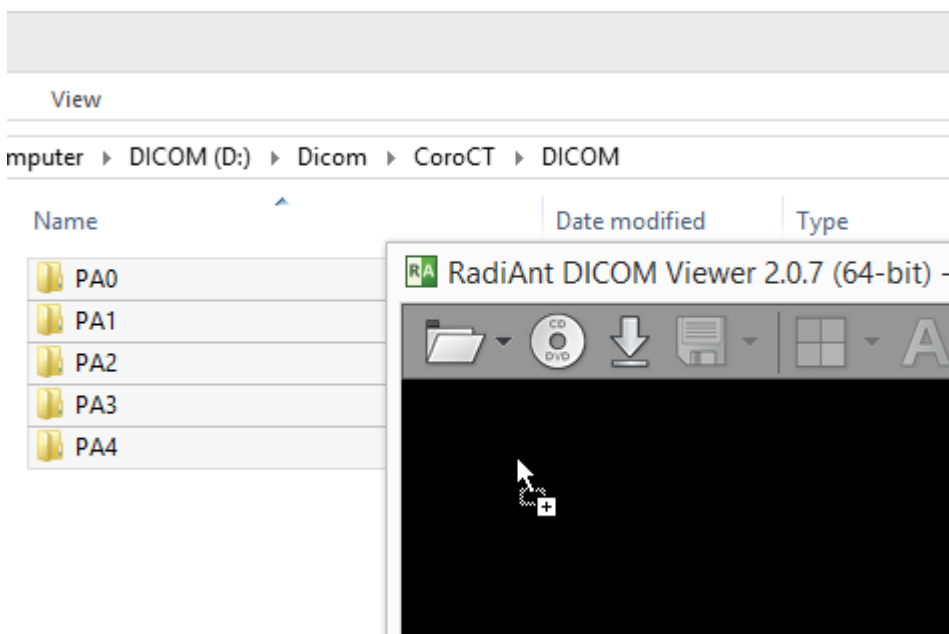 View
mputer ▸ DICOM (D:) ▸ Dicom ▸ CoroCT ▸ DICOM
Name Date modified Type
RA RadiAnt DICOM Viewer 2.0.7 (64-bit) -
PA0
PA1
PA2
PA3
PA4
CD
DVD
A